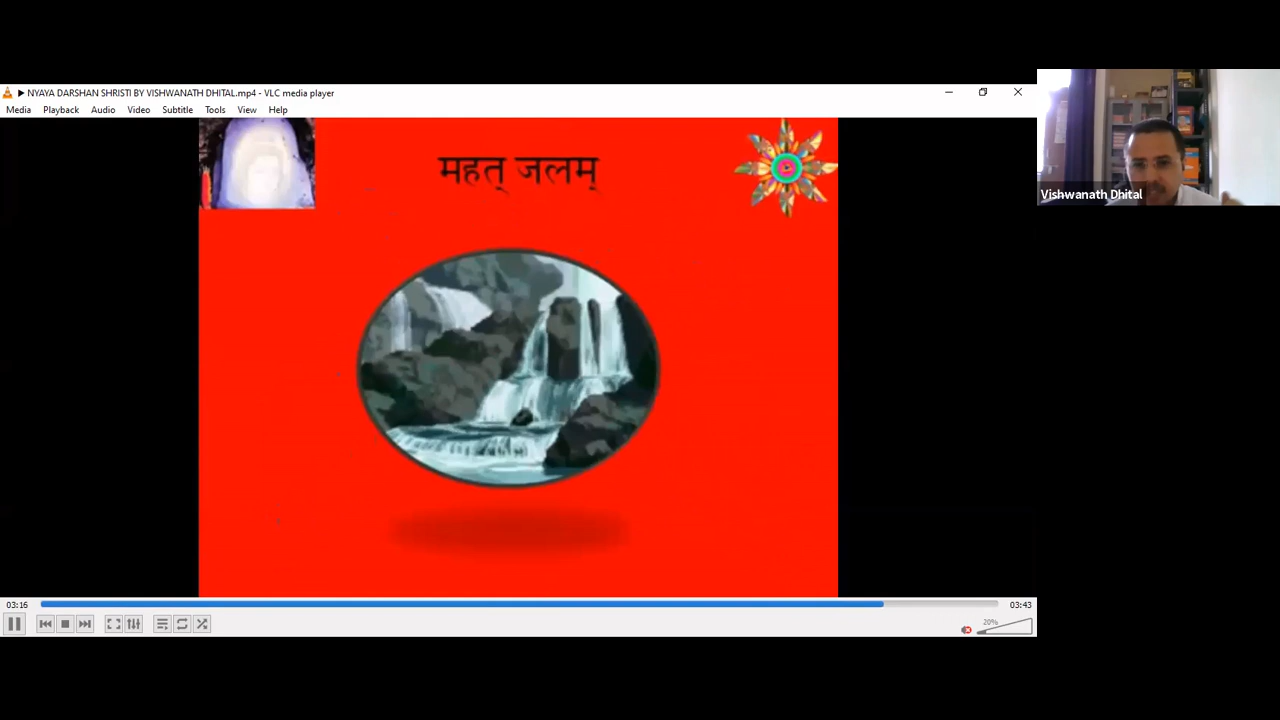 NYAYA DARSHAN SHRISTI BY VISHWANATH DHITAL.mp4 - VLC media player
Media Playback Audio Video Subtitle Tools View Help
महत् जलम्
Vishwanath Dhital
03:16
03:43
20%